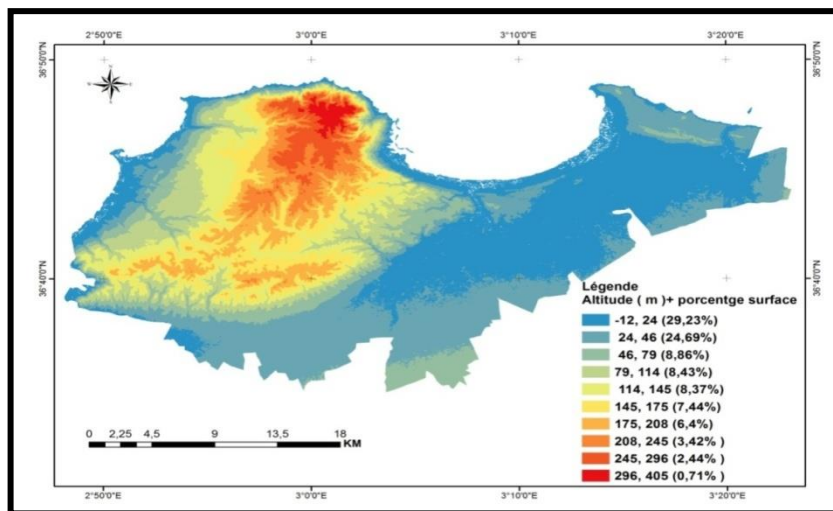 2°50'0"E 3°0'0"E 3°10'0"E 3°20'0"E
36°50'0"N 36°50'0"N
36°40'0"N 36°40'0"N
Légende
Altitude ( m )+ porcentge surface
-12, 24 (29,23%)
24, 46 (24,69%)
46, 79 (8,86%)
79, 114 (8,43%)
114, 145 (8,37%)
145, 175 (7,44%)
175, 208 (6,4%)
208, 245 (3,42% )
245, 296 (2,44% )
296, 405 (0,71% )
0 2,25 4,5 9 13,5 18
KM
2°50'0"E 3°0'0"E 3°10'0"E 3°20'0"E